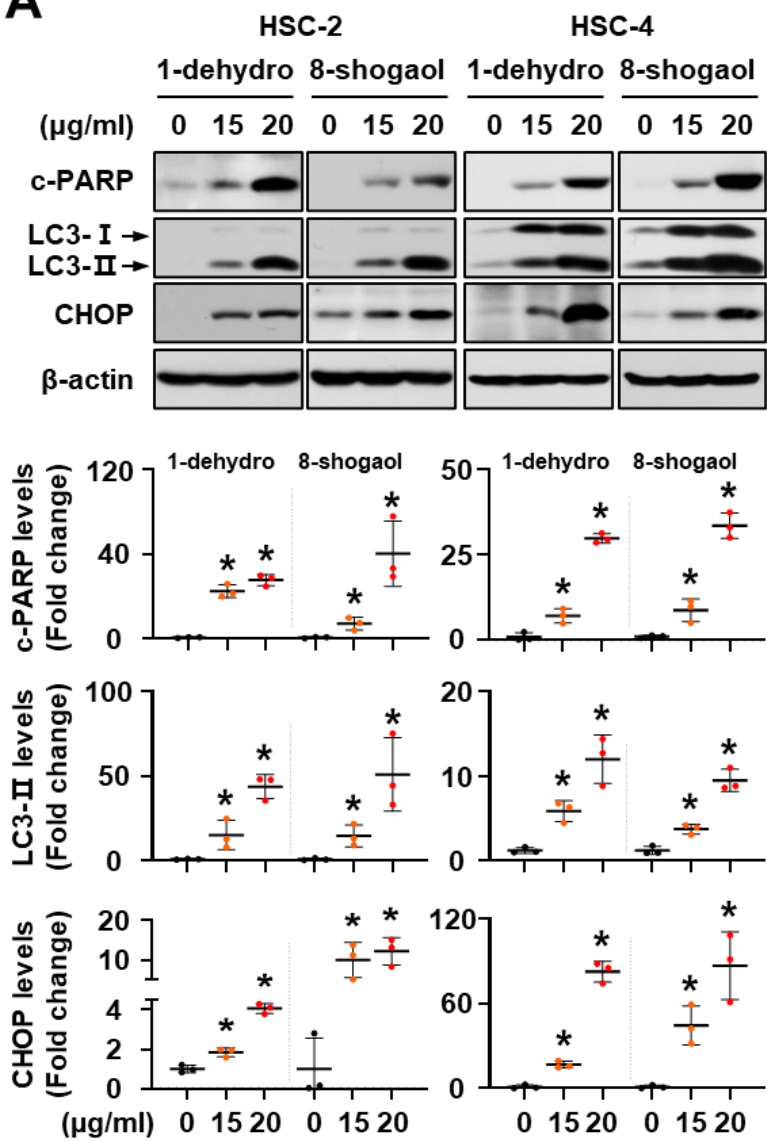 A
HSC-2 HSC-4
1-dehydro 8-shogaol 1-dehydro 8-shogaol
(μg/ml) 0 15 20 0 15 20 0 15 20 0 15 20
c-PARP
LC3-Ⅰ
LC3-Ⅱ
CHOP
β-actin
c-PARP levels
(Fold change)
120
40
0
1-dehydro 8-shogaol
* * * *
50
25
0
1-dehydro 8-shogaol
* * * *
LC3-Ⅱ levels
(Fold change)
100
50
0
* * * *
20
10
0
* * * *
CHOP levels
(Fold change)
20
10
4
2
0
* * * *
120
60
0
* * * *
(μg/ml) 0 15 20 0 15 20 0 15 20 0 15 20